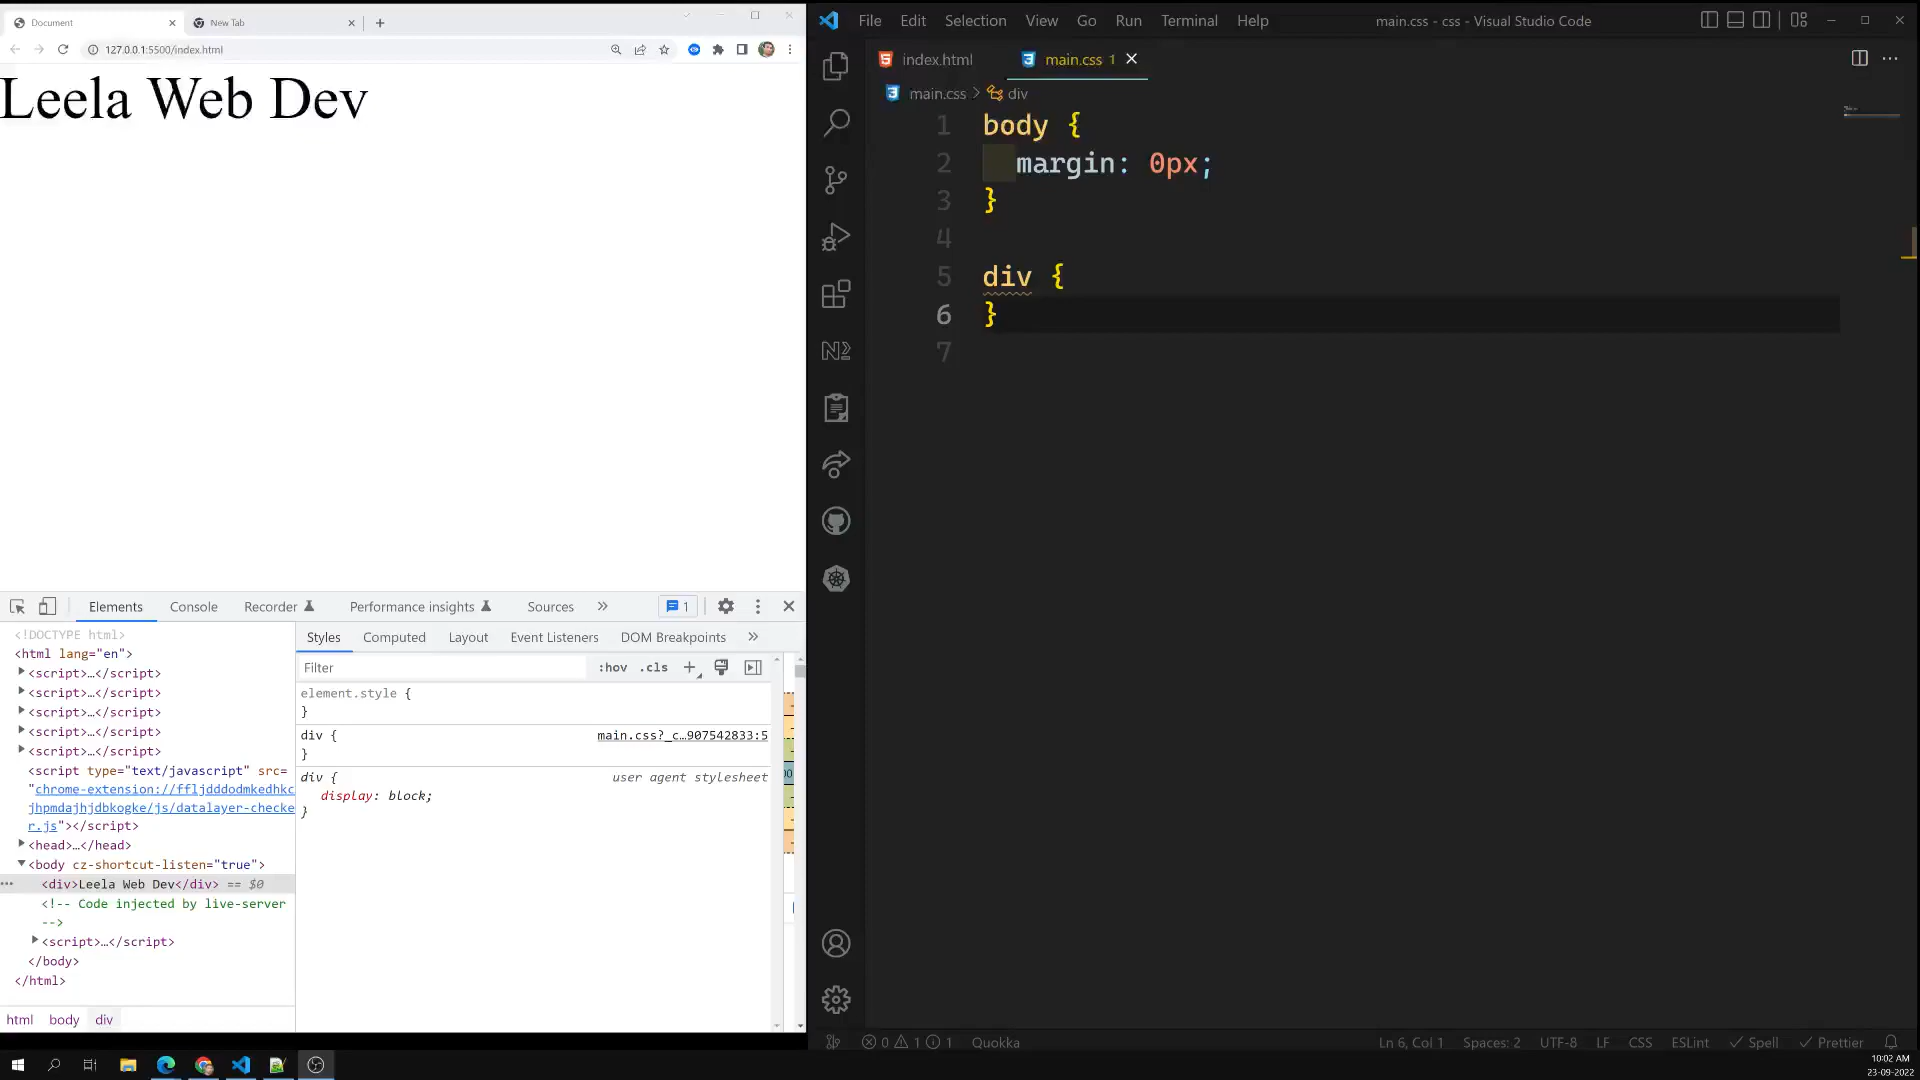 Document
New Tab
127.0.0.1:5500/index.html
Leela Web Dev
Elements
Console
Recorder
Performance insights
Sources
»
1
<!DOCTYPE html>
<html lang="en">
<script>…</script>
<script>…</script>
<script>…</script>
<script>…</script>
<script>…</script>
<script type="text/javascript" src=
"chrome-extension://ffljdddodmkedhkc
jhpmdajhjdbkogke/js/datalayer-checke
r.js"></script>
<head>…</head>
<body cz-shortcut-listen="true">
<div>Leela Web Dev</div> == $0
<!-- Code injected by live-server
-->
<script>…</script>
</body>
</html>
html body div
Styles
Computed
Layout
Event Listeners
DOM Breakpoints
»
Filter
:hov .cls
element.style {
}
div {
main.css?_c…907542833:5
}
div {
user agent stylesheet
display: block;
}
File Edit Selection View Go Run Terminal Help
main.css - css - Visual Studio Code
index.html
main.css 1
main.css > div
1 body {
2 margin: 0px;
3 }
4
5 div {
6 }
7
0 1 1 Quokka
Ln 6, Col 1
Spaces: 2
UTF-8
LF
CSS
ESLint
Spell
Prettier
10:02 AM
23-09-2022